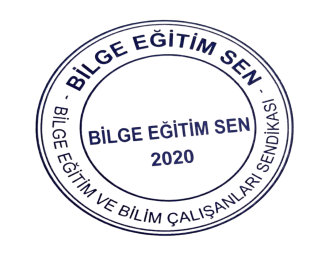 - BİLGE EĞİTİM SEN -
BİLGE EĞİTİM SEN
2020
BİLGE EĞİTİM VE BİLİM ÇALIŞANLARI SENDİKASI